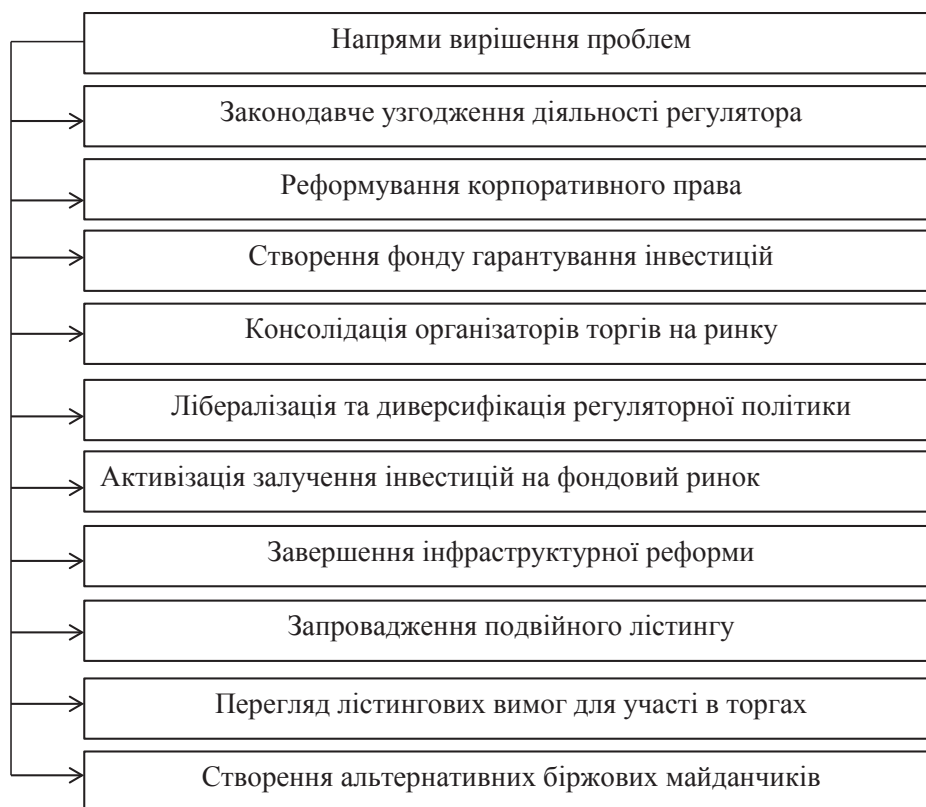 Напрями вирішення проблем
Законодавче узгодження діяльності регулятора
Реформування корпоративного права
Створення фонду гарантування інвестицій
Консолідація організаторів торгів на ринку
Лібералізація та диверсифікація регуляторної політики
Активізація залучення інвестицій на фондовий ринок
Завершення інфраструктурної реформи
Запровадження подвійного лістингу
Перегляд лістингових вимог для участі в торгах
Створення альтернативних біржових майданчиків